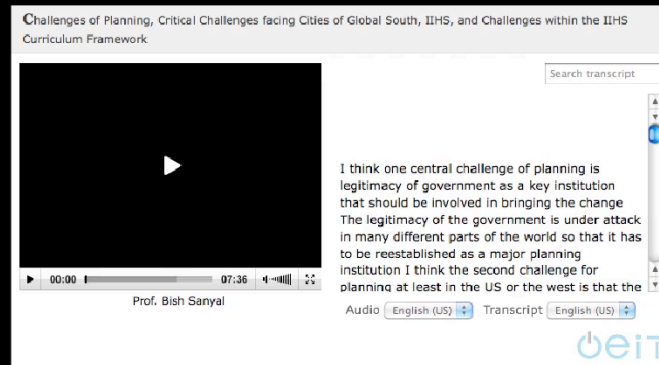 Challenges of Planning, Critical Challenges facing Cities of Global South, IIHS, and Challenges within the IIHS
Curriculum Framework
Search transcript
I think one central challenge of planning is
legitimacy of government as a key institution
that should be involved in bringing the change
The legitimacy of the government is under attack
in many different parts of the world so that it has
to be reestablished as a major planning
institution I think the second challenge for
planning at least in the US or the west is that the
00:00 07:36
Prof. Bish Sanyal
Audio English (US) Transcript English (US)
oeiT